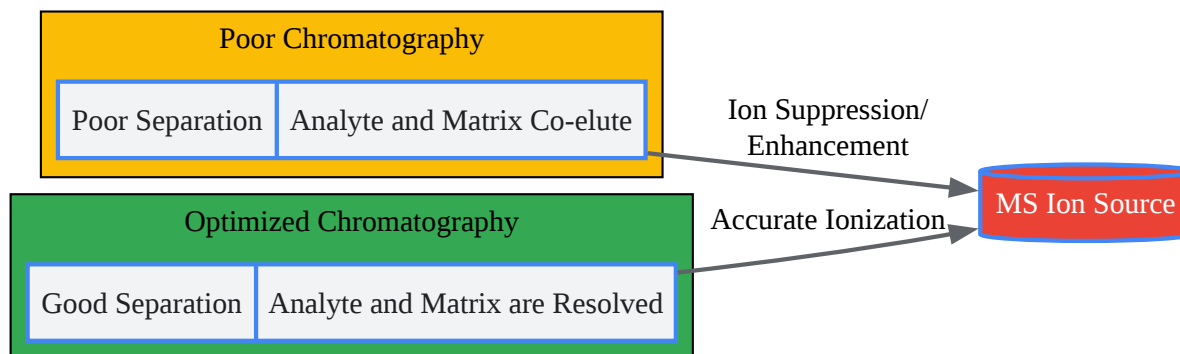 Poor Chromatography
Poor Separation
Analyte and Matrix Co-elute
Ion Suppression/
Enhancement
MS Ion Source
Accurate Ionization
Optimized Chromatography
Good Separation
Analyte and Matrix are Resolved